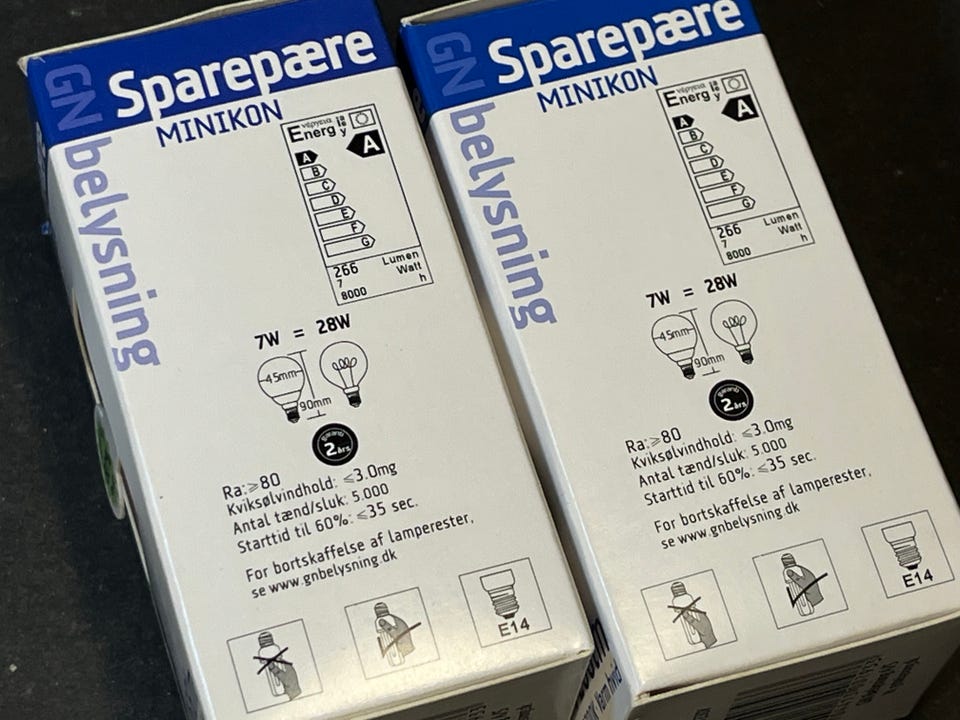 Sparepære
MINIKON
GN belysning
Energy
A
A
B
C
D
E
F
G
266 Lumen
7 Watt
8000 h
7W = 28W
45mm
90mm
garanti
2 års
Ra:≥80
Kviksølvindhold: ≤3.0mg
Antal tænd/sluk: 5.000
Starttid til 60%: ≤35 sec.
For bortskaffelse af lamperester,
se www.gnbelysning.dk
E14
Sparepære
MINIKON
GN belysning
Energy
A
A
B
C
D
E
F
G
266 Lumen
7 Watt
8000 h
7W = 28W
45mm
90mm
garanti
2 års
Ra:≥80
Kviksølvindhold: ≤3.0mg
Antal tænd/sluk: 5.000
Starttid til 60%: ≤35 sec.
For bortskaffelse af lamperester,
se www.gnbelysning.dk
E14